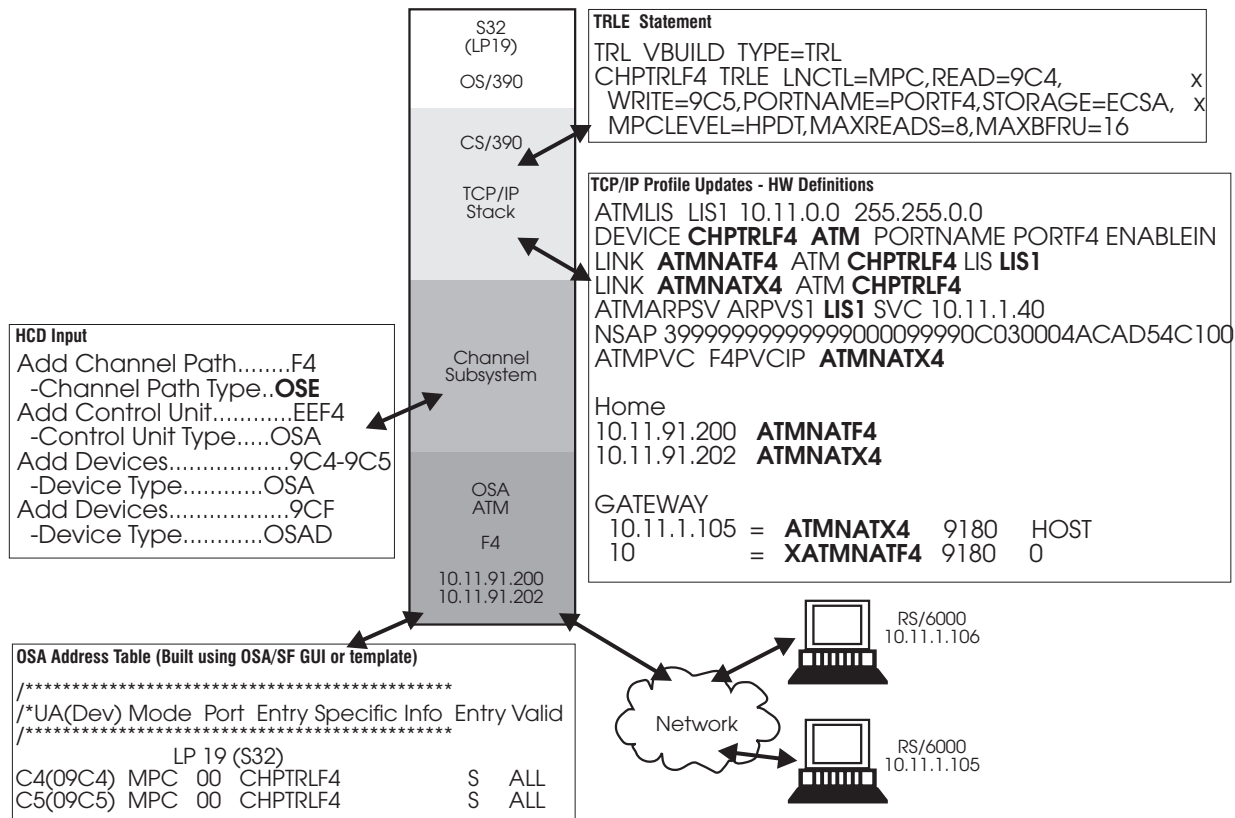 S32
(LP19)
OS/390
CS/390
TCP/IP
Stack
Channel
Subsystem
OSA
ATM
F4
10.11.91.200
10.11.91.202
TRLE Statement
TRL VBUILD TYPE=TRL
CHPTRLF4 TRLE LNCTL=MPC,READ=9C4, x
WRITE=9C5,PORTNAME=PORTF4,STORAGE=ECSA, x
MPCLEVEL=HPDT,MAXREADS=8,MAXBFRU=16
TCP/IP Profile Updates - HW Definitions
ATMLIS LIS1 10.11.0.0 255.255.0.0
DEVICE CHPTRLF4 ATM PORTNAME PORTF4 ENABLEIN
LINK ATMNATF4 ATM CHPTRLF4 LIS LIS1
LINK ATMNATX4 ATM CHPTRLF4
ATMARPSV ARPVS1 LIS1 SVC 10.11.1.40
NSAP 39999999999999000099990C030004ACAD54C100
ATMPVC F4PVCIP ATMNATX4
Home
10.11.91.200 ATMNATF4
10.11.91.202 ATMNATX4
GATEWAY
10.11.1.105 = ATMNATX4 9180 HOST
10 = XATMNATF4 9180 0
HCD Input
Add Channel Path........F4
-Channel Path Type..OSE
Add Control Unit............EEF4
-Control Unit Type.....OSA
Add Devices..................9C4-9C5
-Device Type............OSA
Add Devices..................9CF
-Device Type............OSAD
OSA Address Table (Built using OSA/SF GUI or template)
/**********************************************
/*UA(Dev) Mode Port Entry Specific Info Entry Valid
/**********************************************
LP 19 (S32)
C4(09C4) MPC 00 CHPTRLF4 S ALL
C5(09C5) MPC 00 CHPTRLF4 S ALL
Network
RS/6000
10.11.1.106
RS/6000
10.11.1.105